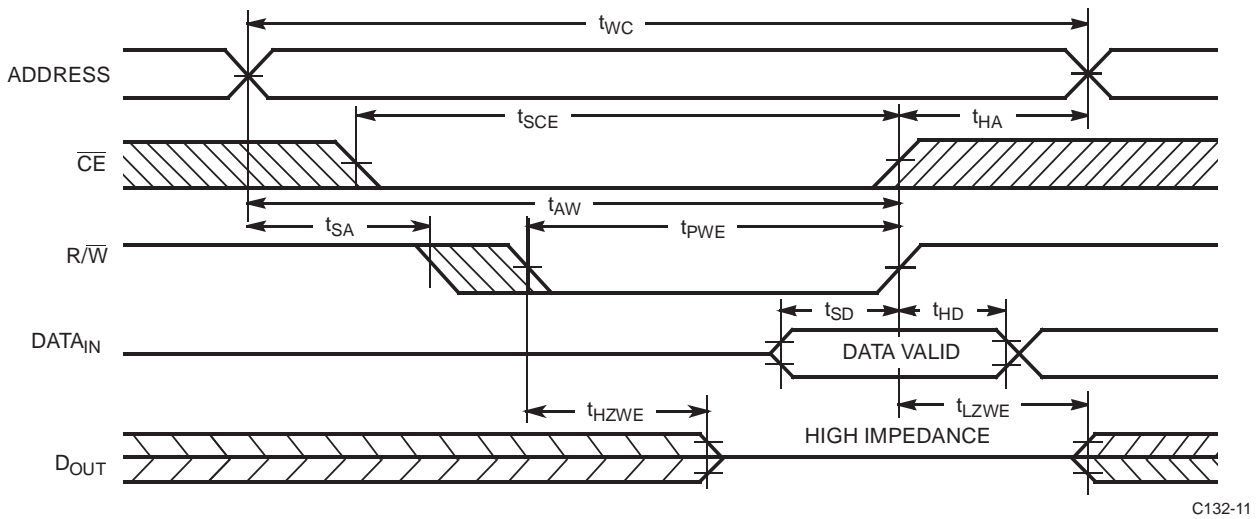 tWC
ADDRESS
tSCE
tHA
CE
tAW
tSA
tPWE
R/W
tSD
tHD
DATAIN
DATA VALID
tHZWE
tLZWE
HIGH IMPEDANCE
DOUT
C132-11